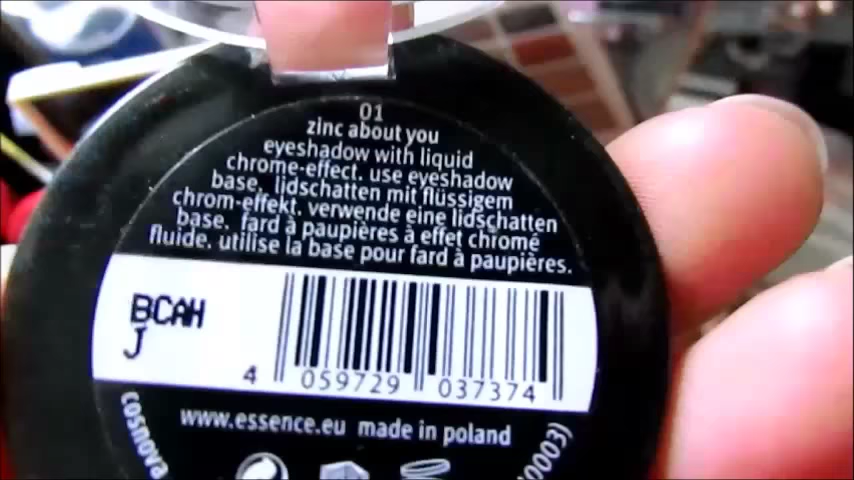 01
zinc about you
eyeshadow with liquid
chrome-effect. use eyeshadow
base. lidschatten mit flüssigem
chrom-effekt. verwende eine lidschatten
base. fard à paupières à effet chromé
fluide. utilise la base pour fard à paupières.
BCAH
J
4 059729 037374
www.essence.eu made in poland
cosnova
0003)